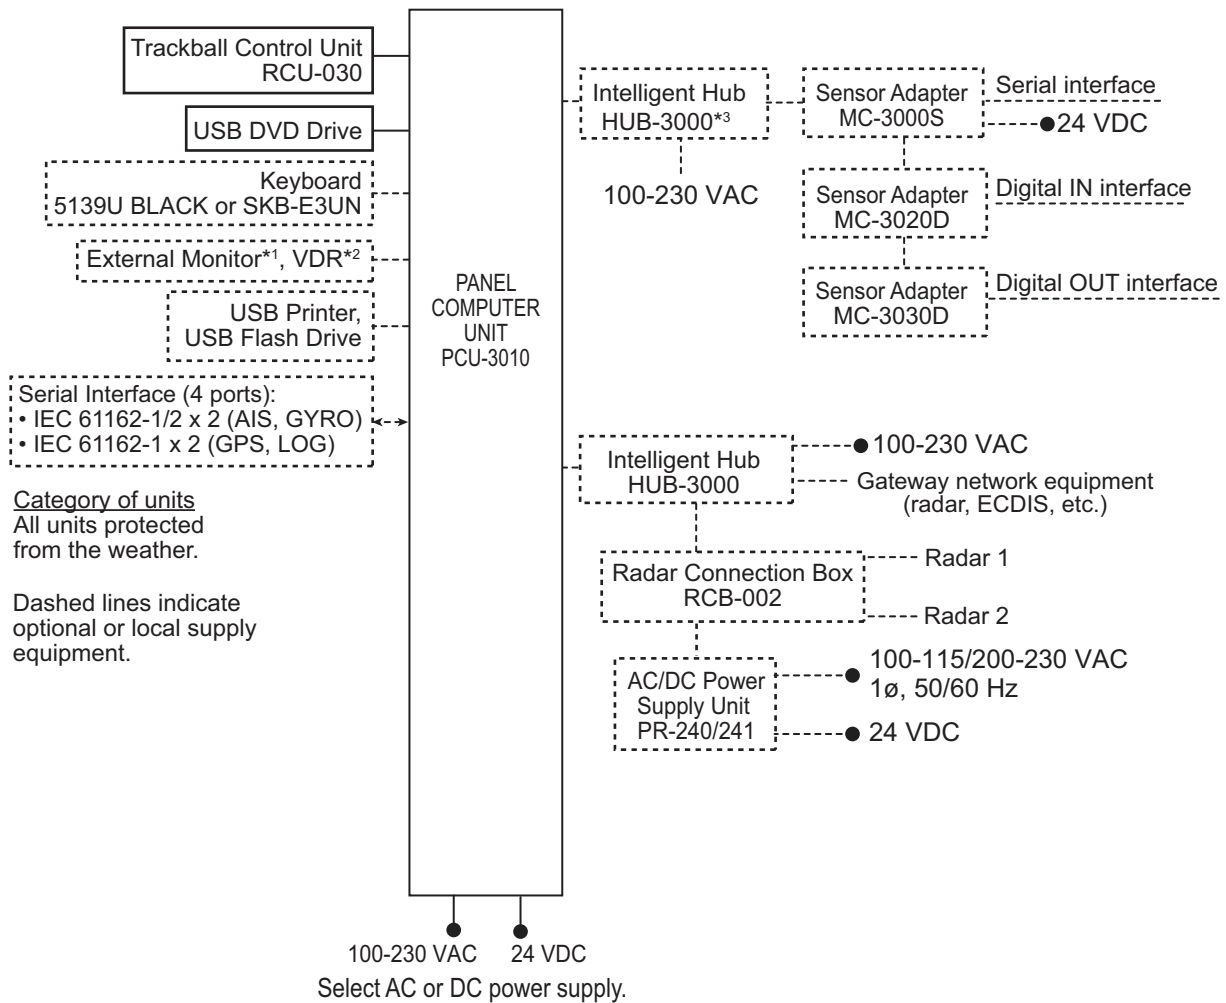 Trackball Control Unit
RCU-030
USB DVD Drive
Keyboard
5139U BLACK or SKB-E3UN
External Monitor*1, VDR*2
USB Printer,
USB Flash Drive
Serial Interface (4 ports):
• IEC 61162-1/2 x 2 (AIS, GYRO)
• IEC 61162-1 x 2 (GPS, LOG)
Category of units
All units protected
from the weather.
Dashed lines indicate
optional or local supply
equipment.
PANEL
COMPUTER
UNIT
PCU-3010
100-230 VAC
24 VDC
Select AC or DC power supply.
Intelligent Hub
HUB-3000*3
100-230 VAC
Sensor Adapter
MC-3000S
Serial interface
24 VDC
Sensor Adapter
MC-3020D
Digital IN interface
Sensor Adapter
MC-3030D
Digital OUT interface
Intelligent Hub
HUB-3000
100-230 VAC
Gateway network equipment
(radar, ECDIS, etc.)
Radar Connection Box
RCB-002
Radar 1
Radar 2
AC/DC Power
Supply Unit
PR-240/241
100-115/200-230 VAC
1ø, 50/60 Hz
24 VDC